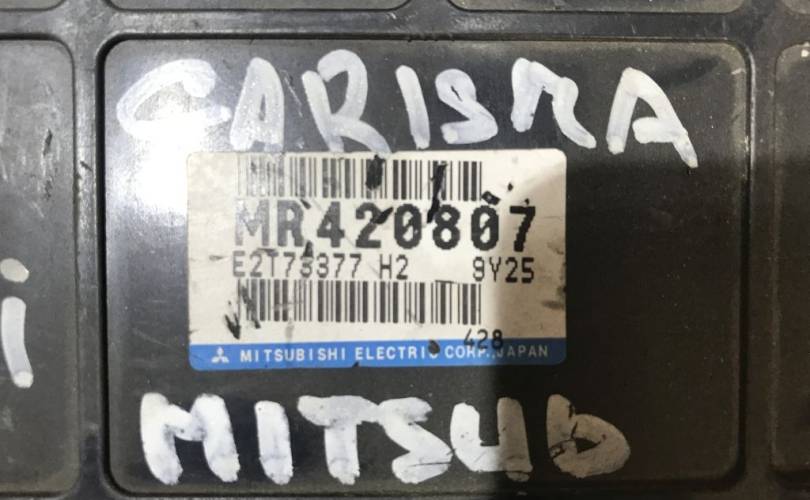 CARISMA
MR420807
E2T73377 H2 9Y25
428
MITSUBISHI ELECTRIC CORP.,JAPAN
MITSUB
i